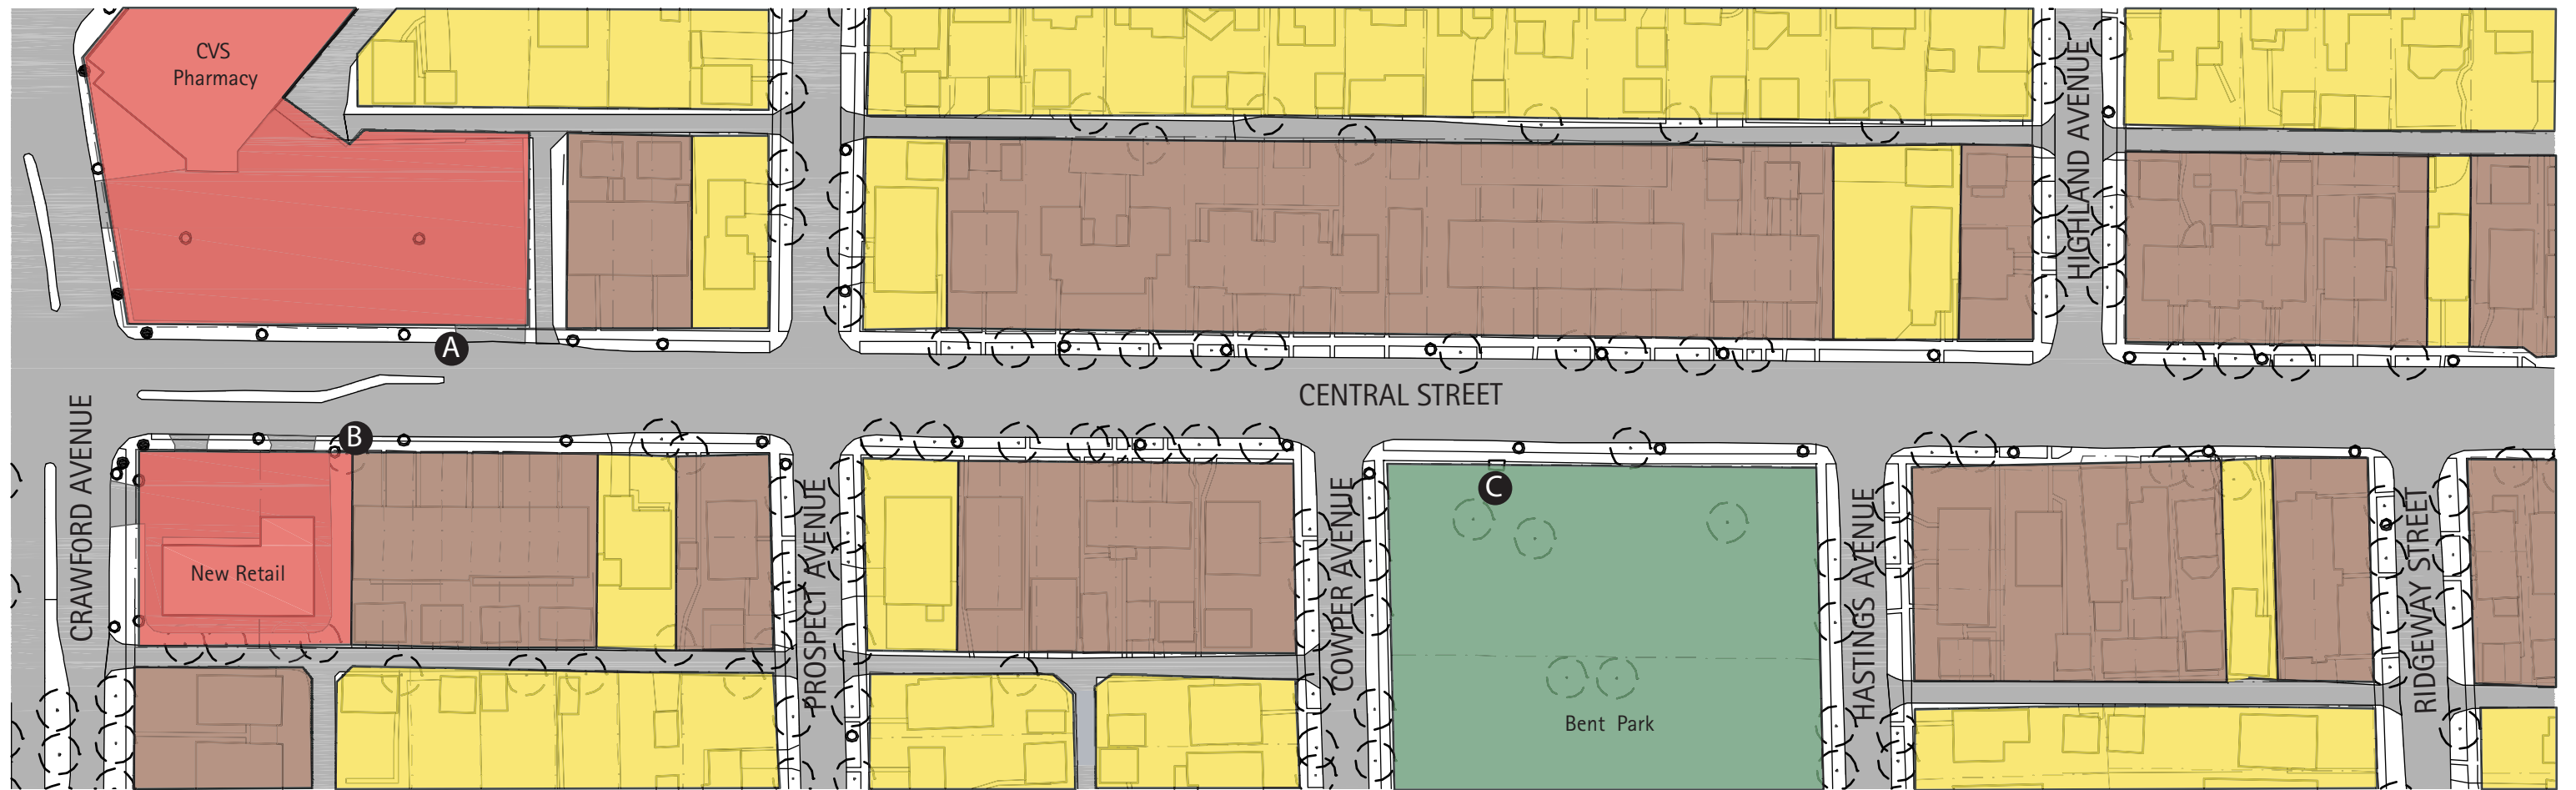 CVS
Pharmacy
HIGHLAND AVENUE
A
CENTRAL STREET
B
C
CRAWFORD AVENUE
New Retail
PROSPECT AVENUE
COWPER AVENUE
HASTINGS AVENUE
RIDGEWAY STREET
Bent Park